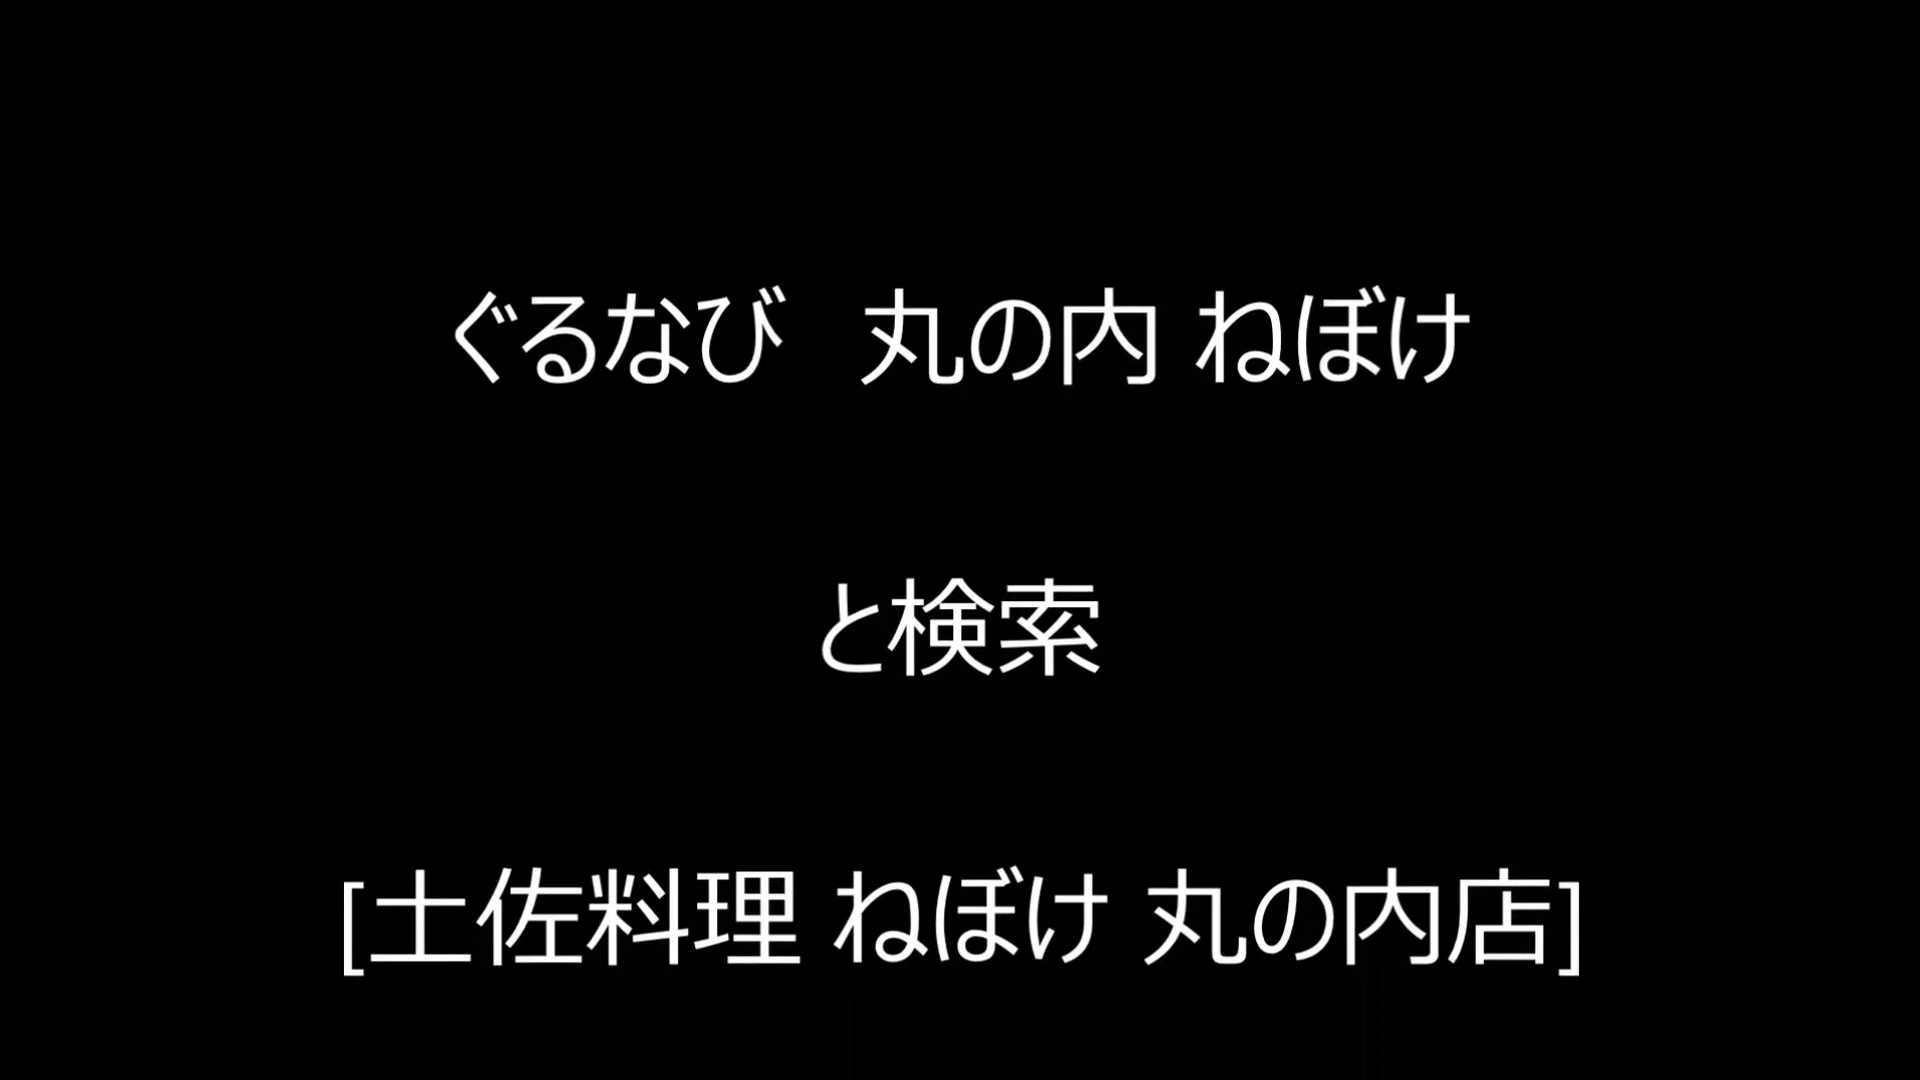 ぐるなび　丸の内 ねぼけ
と検索
[土佐料理 ねぼけ 丸の内店]